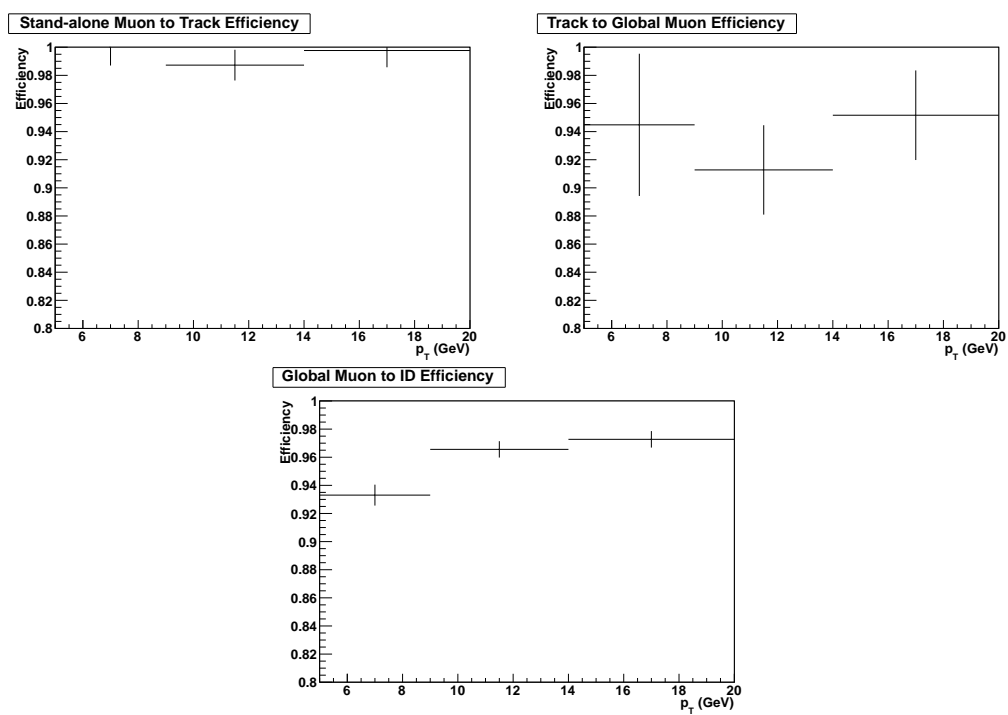 Stand-alone Muon to Track Efficiency
Efficiency
1
0.98
0.96
0.94
0.92
0.9
0.88
0.86
0.84
0.82
0.8
6 8 10 12 14 16 18 20
p_T (GeV)
Track to Global Muon Efficiency
Efficiency
1
0.98
0.96
0.94
0.92
0.9
0.88
0.86
0.84
0.82
0.8
6 8 10 12 14 16 18 20
p_T (GeV)
Global Muon to ID Efficiency
Efficiency
1
0.98
0.96
0.94
0.92
0.9
0.88
0.86
0.84
0.82
0.8
6 8 10 12 14 16 18 20
p_T (GeV)